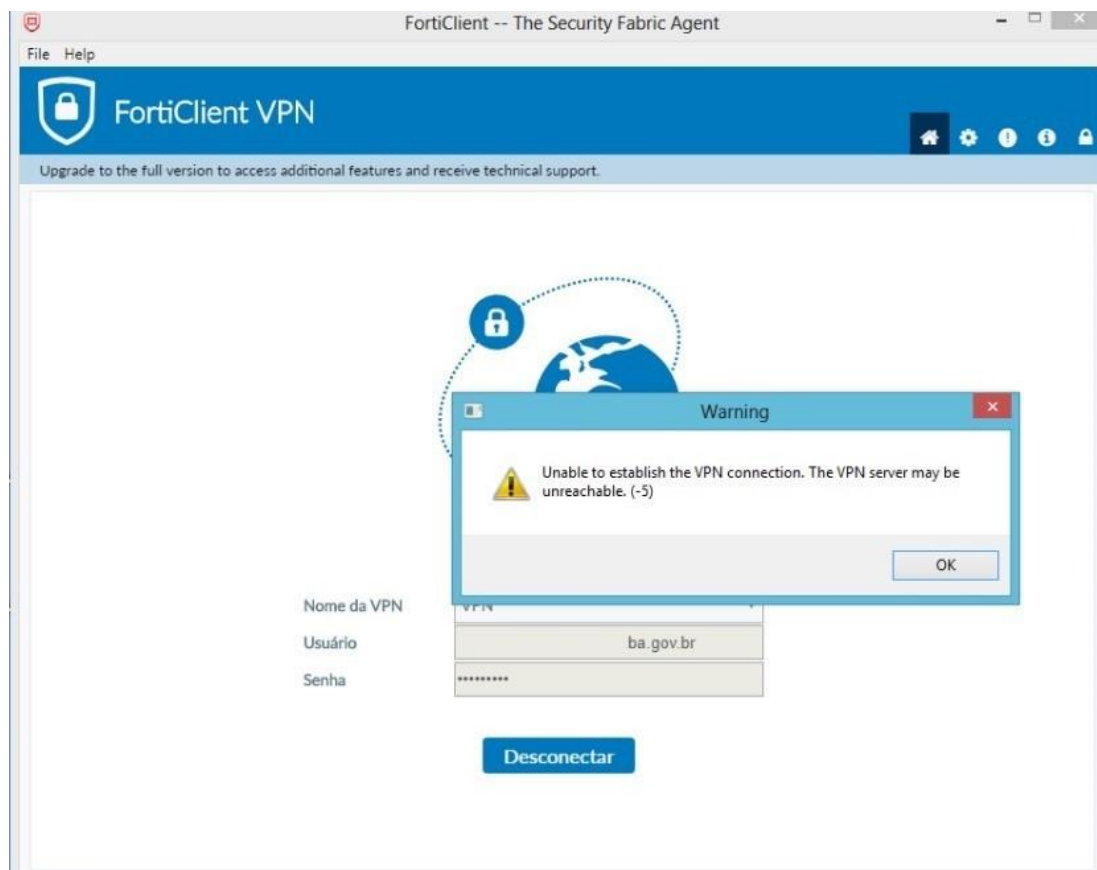 FortiClient -- The Security Fabric Agent
File Help
FortiClient VPN
Upgrade to the full version to access additional features and receive technical support.
Warning
Unable to establish the VPN connection. The VPN server may be
unreachable. (-5)
OK
Nome da VPN VPN
Usuário ba.gov.br
Senha •••••••••
Desconectar